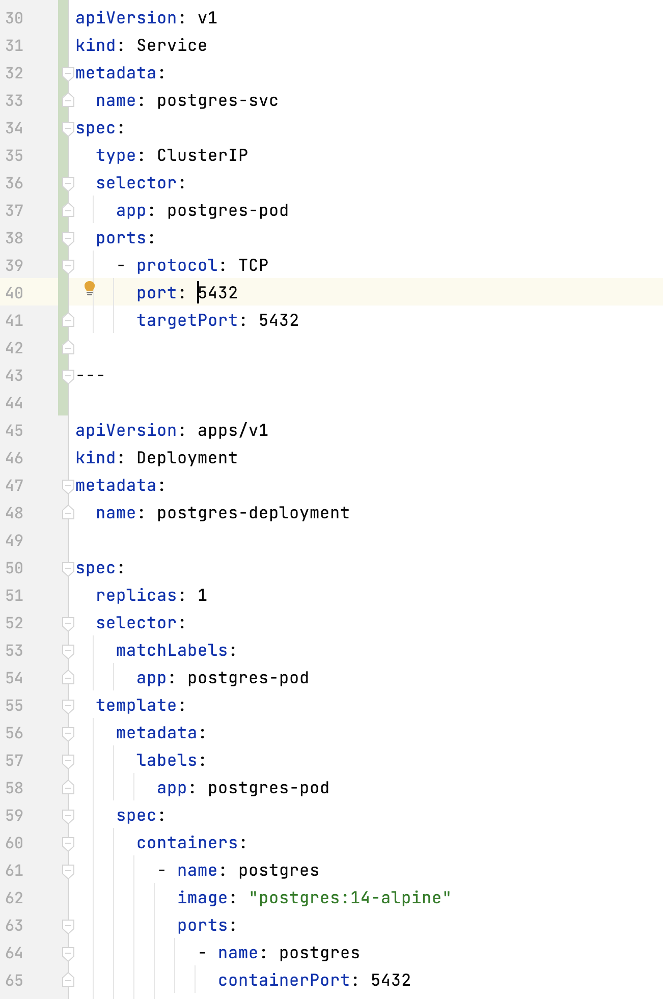 30 apiVersion: v1
31 kind: Service
32 metadata:
33   name: postgres-svc
34 spec:
35   type: ClusterIP
36   selector:
37     app: postgres-pod
38   ports:
39     - protocol: TCP
40       port: 5432
41       targetPort: 5432
42
43 ---
44
45 apiVersion: apps/v1
46 kind: Deployment
47 metadata:
48   name: postgres-deployment
49
50 spec:
51   replicas: 1
52   selector:
53     matchLabels:
54       app: postgres-pod
55   template:
56     metadata:
57       labels:
58         app: postgres-pod
59     spec:
60       containers:
61         - name: postgres
62           image: "postgres:14-alpine"
63           ports:
64             - name: postgres
65               containerPort: 5432